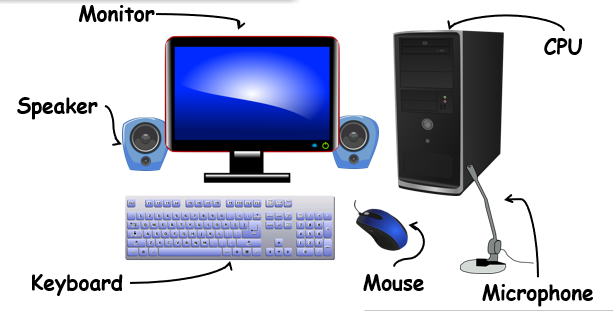 Monitor
CPU
Speaker
Keyboard
Mouse
Microphone